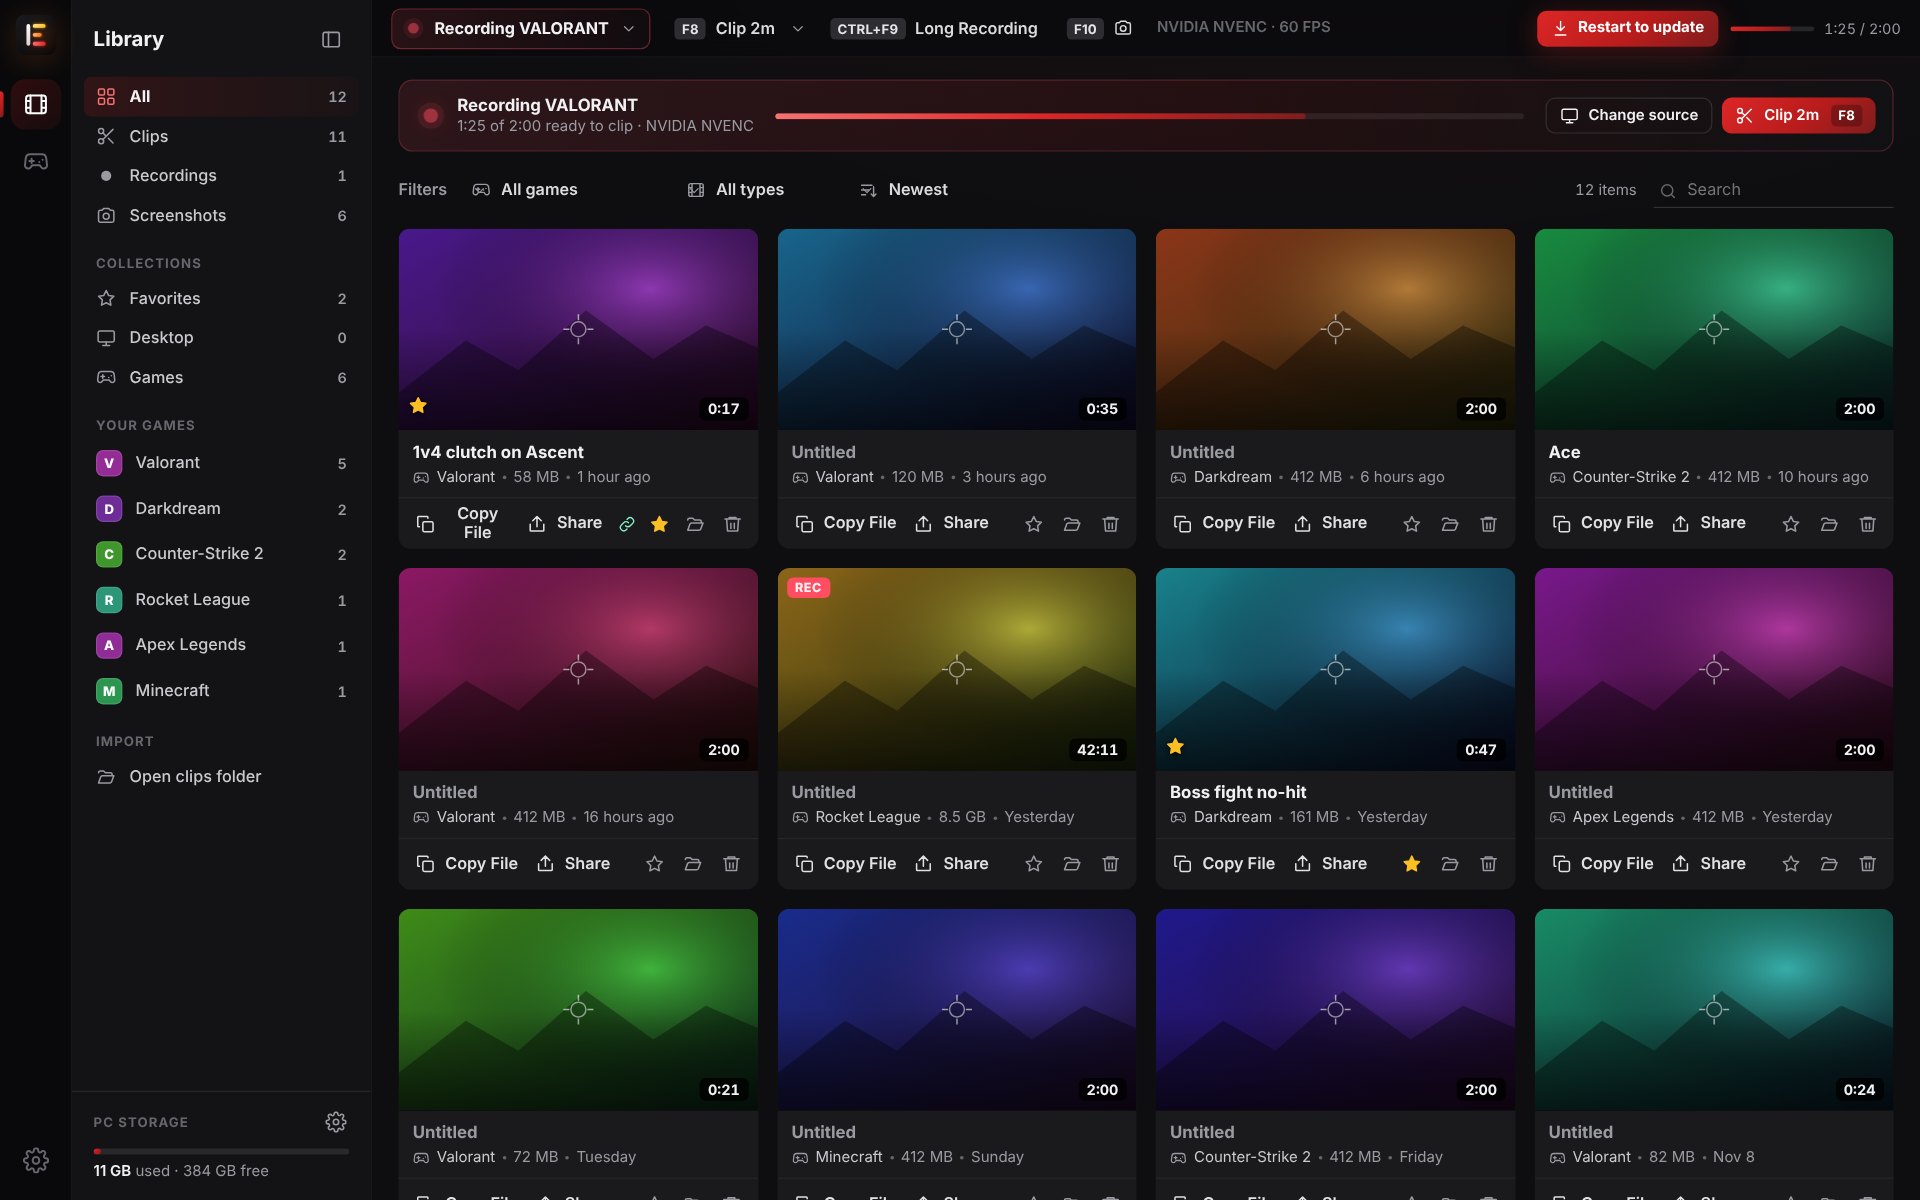 Library
All 12
Clips 11
Recordings 1
Screenshots 6
COLLECTIONS
Favorites 2
Desktop 0
Games 6
YOUR GAMES
V Valorant 5
D Darkdream 2
C Counter-Strike 2 2
R Rocket League 1
A Apex Legends 1
M Minecraft 1
IMPORT
Open clips folder
PC STORAGE
11 GB used · 384 GB free
Recording VALORANT F8 Clip 2m CTRL+F9 Long Recording F10 NVIDIA NVENC · 60 FPS Restart to update 1:25 / 2:00
Recording VALORANT
1:25 of 2:00 ready to clip · NVIDIA NVENC
Change source Clip 2m F8
Filters All games All types Newest 12 items Search
0:17 0:35 2:00 2:00
1v4 clutch on Ascent
Valorant • 58 MB • 1 hour ago
Copy File Share
Untitled
Valorant • 120 MB • 3 hours ago
Copy File Share
Untitled
Darkdream • 412 MB • 6 hours ago
Copy File Share
Ace
Counter-Strike 2 • 412 MB • 10 hours ago
Copy File Share
2:00
Untitled
Valorant • 412 MB • 16 hours ago
Copy File Share
REC
42:11
Untitled
Rocket League • 8.5 GB • Yesterday
Copy File Share
0:47
Boss fight no-hit
Darkdream • 161 MB • Yesterday
Copy File Share
2:00
Untitled
Apex Legends • 412 MB • Yesterday
Copy File Share
0:21
Untitled
Valorant • 72 MB • Tuesday
2:00
Untitled
Minecraft • 412 MB • Sunday
2:00
Untitled
Counter-Strike 2 • 412 MB • Friday
0:24
Untitled
Valorant • 82 MB • Nov 8